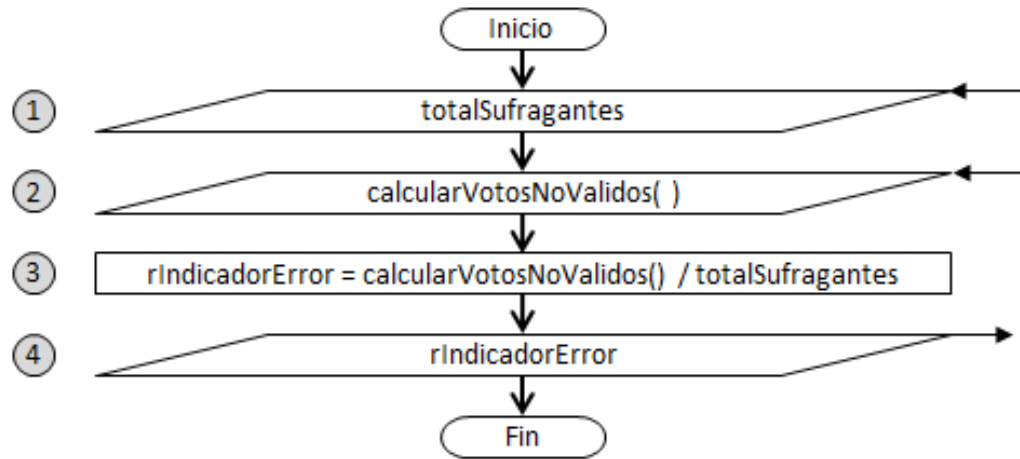 Inicio
1
totalSufragantes
2
calcularVotosNoValidos( )
3
rIndicadorError = calcularVotosNoValidos() / totalSufragantes
4
rIndicadorError
Fin